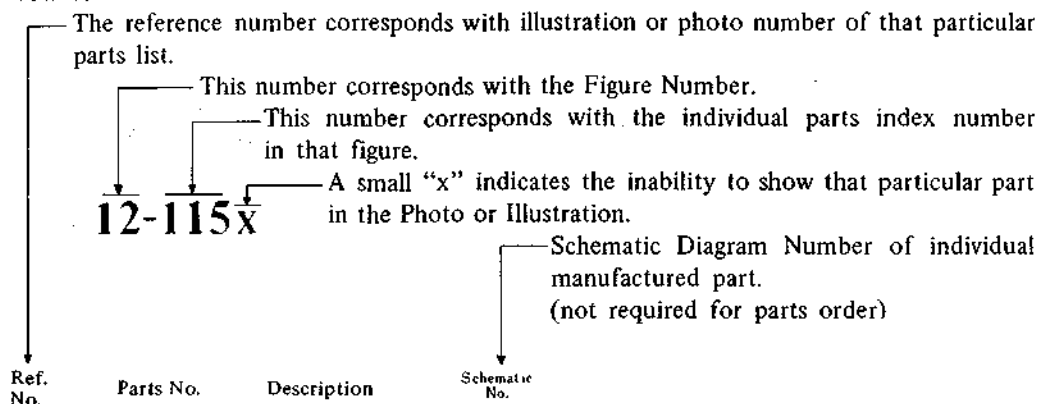 The reference number corresponds with illustration or photo number of that particular
parts list.
This number corresponds with the Figure Number.
This number corresponds with the individual parts index number
in that figure.
A small “x” indicates the inability to show that particular part
in the Photo or Illustration.
12-115x
Schematic Diagram Number of individual
manufactured part.
(not required for parts order)
Ref.
No.
Parts No.
Description
Schematic
No.